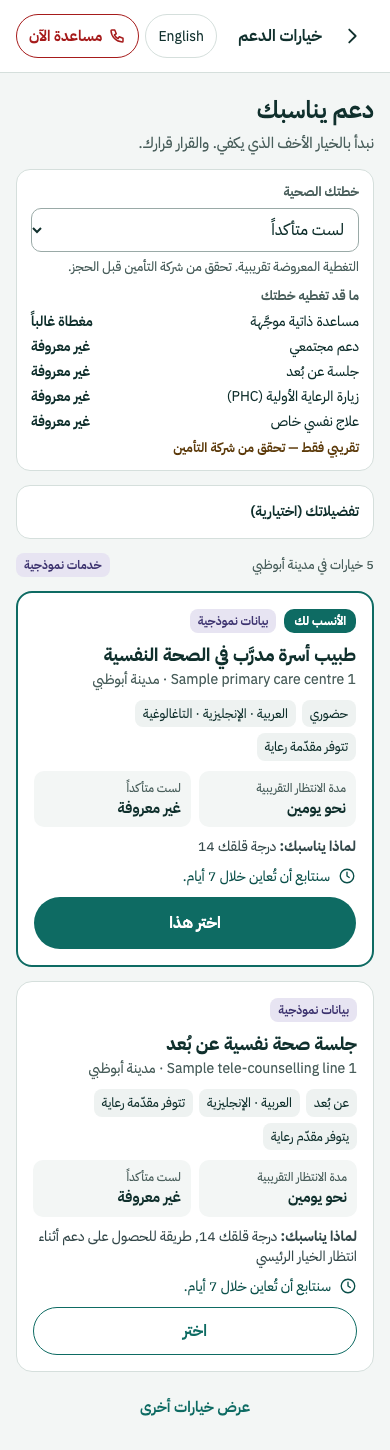 خيارات الدعم
English
مساعدة الآن
دعم يناسبك
نبدأ بالخيار الأخف الذي يكفي. والقرار قرارك.
خطتك الصحية
لست متأكداً
التغطية المعروضة تقريبية. تحقق من شركة التأمين قبل الحجز.
ما قد تغطيه خطتك
مساعدة ذاتية موجَّهة مغطاة غالباً
دعم مجتمعي غير معروفة
جلسة عن بُعد غير معروفة
زيارة الرعاية الأولية (PHC) غير معروفة
علاج نفسي خاص غير معروفة
تقريبي فقط — تحقق من شركة التأمين
تفضيلاتك (اختيارية)
5 خيارات في مدينة أبوظبي خدمات نموذجية
الأنسب لك بيانات نموذجية
طبيب أسرة مدرَّب في الصحة النفسية
Sample primary care centre 1 · مدينة أبوظبي
حضوري العربية · الإنجليزية · التاغالوغية
تتوفر مقدّمة رعاية
مدة الانتظار التقريبية لست متأكداً
نحو يومين غير معروفة
لماذا يناسبك: درجة قلقك 14
سنتابع أن تُعاين خلال 7 أيام.
اختر هذا
بيانات نموذجية
جلسة صحة نفسية عن بُعد
Sample tele-counselling line 1 · مدينة أبوظبي
عن بُعد العربية · الإنجليزية تتوفر مقدّمة رعاية
يتوفر مقدّم رعاية
مدة الانتظار التقريبية لست متأكداً
نحو يومين غير معروفة
لماذا يناسبك: درجة قلقك 14, طريقة للحصول على دعم أثناء
انتظار الخيار الرئيسي
سنتابع أن تُعاين خلال 7 أيام.
اختر
عرض خيارات أخرى